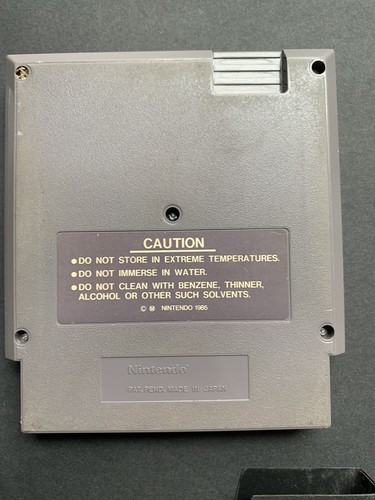 CAUTION
●DO NOT STORE IN EXTREME TEMPERATURES.
●DO NOT IMMERSE IN WATER.
●DO NOT CLEAN WITH BENZENE, THINNER,
ALCOHOL OR OTHER SUCH SOLVENTS.
© Ⓜ NINTENDO 1985
Nintendo®
PAT. PEND. MADE IN JAPAN